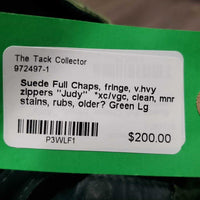 The Tack Collector
972497-1
Suede Full Chaps, fringe, v.hvy
zippers "Judy" *xc/vgc, clean, mnr
stains, rubs, older? Green Lg
$200.00
P3WLF1